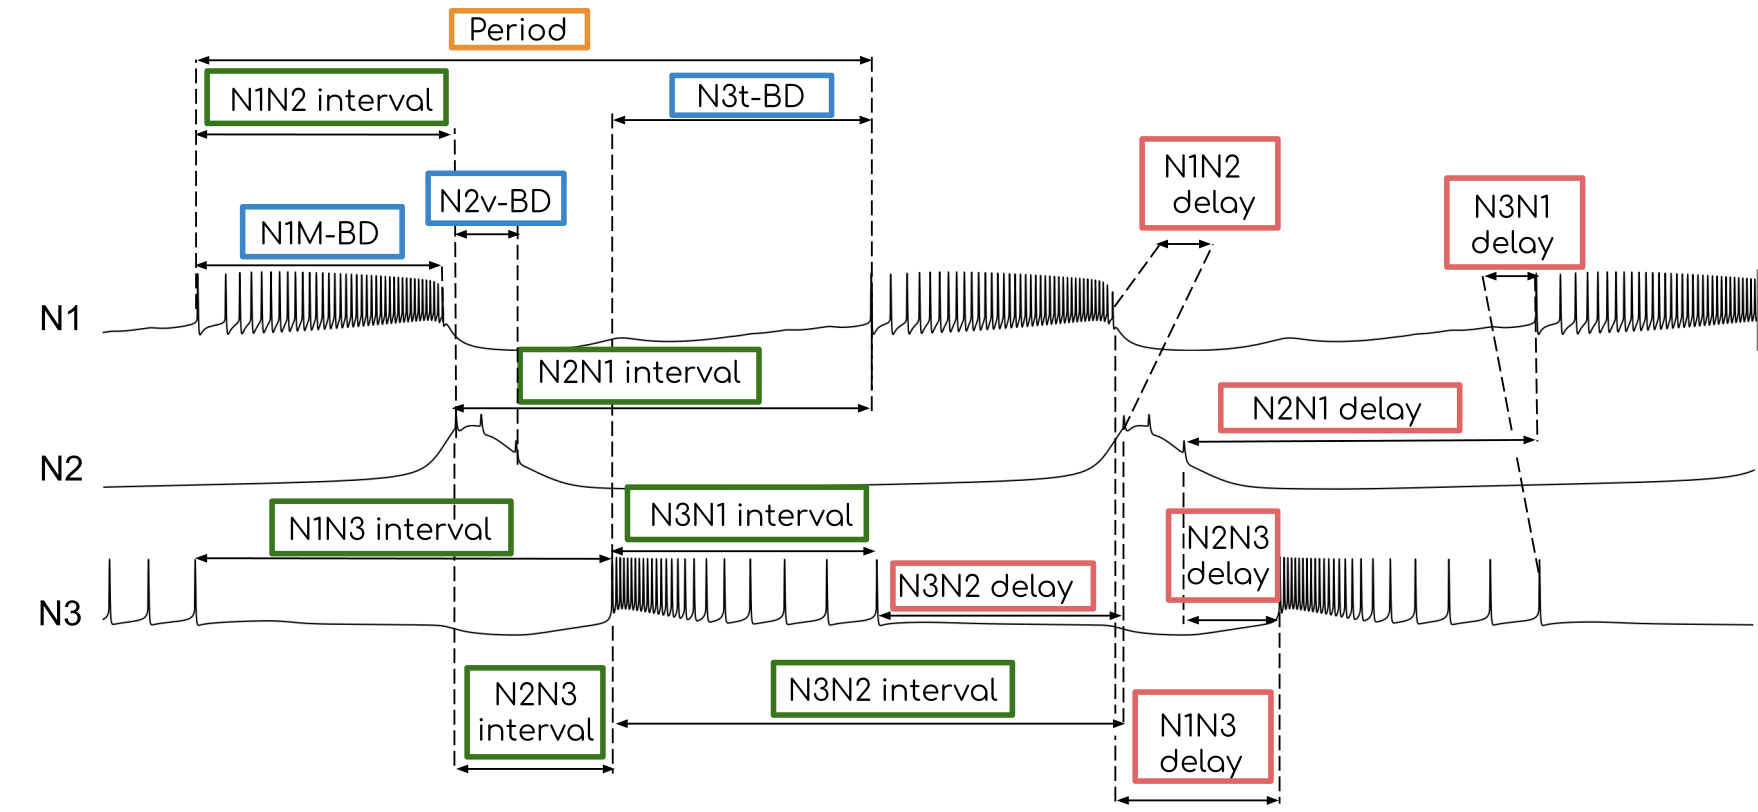 Period
N1N2 interval
N3t-BD
N1N2
delay
N2v-BD
N3N1
delay
N1M-BD
N1
N2N1 interval
N2N1 delay
N2
N1N3 interval
N3N1 interval
N2N3
delay
N3N2 delay
N3
N2N3
interval
N3N2 interval
N1N3
delay